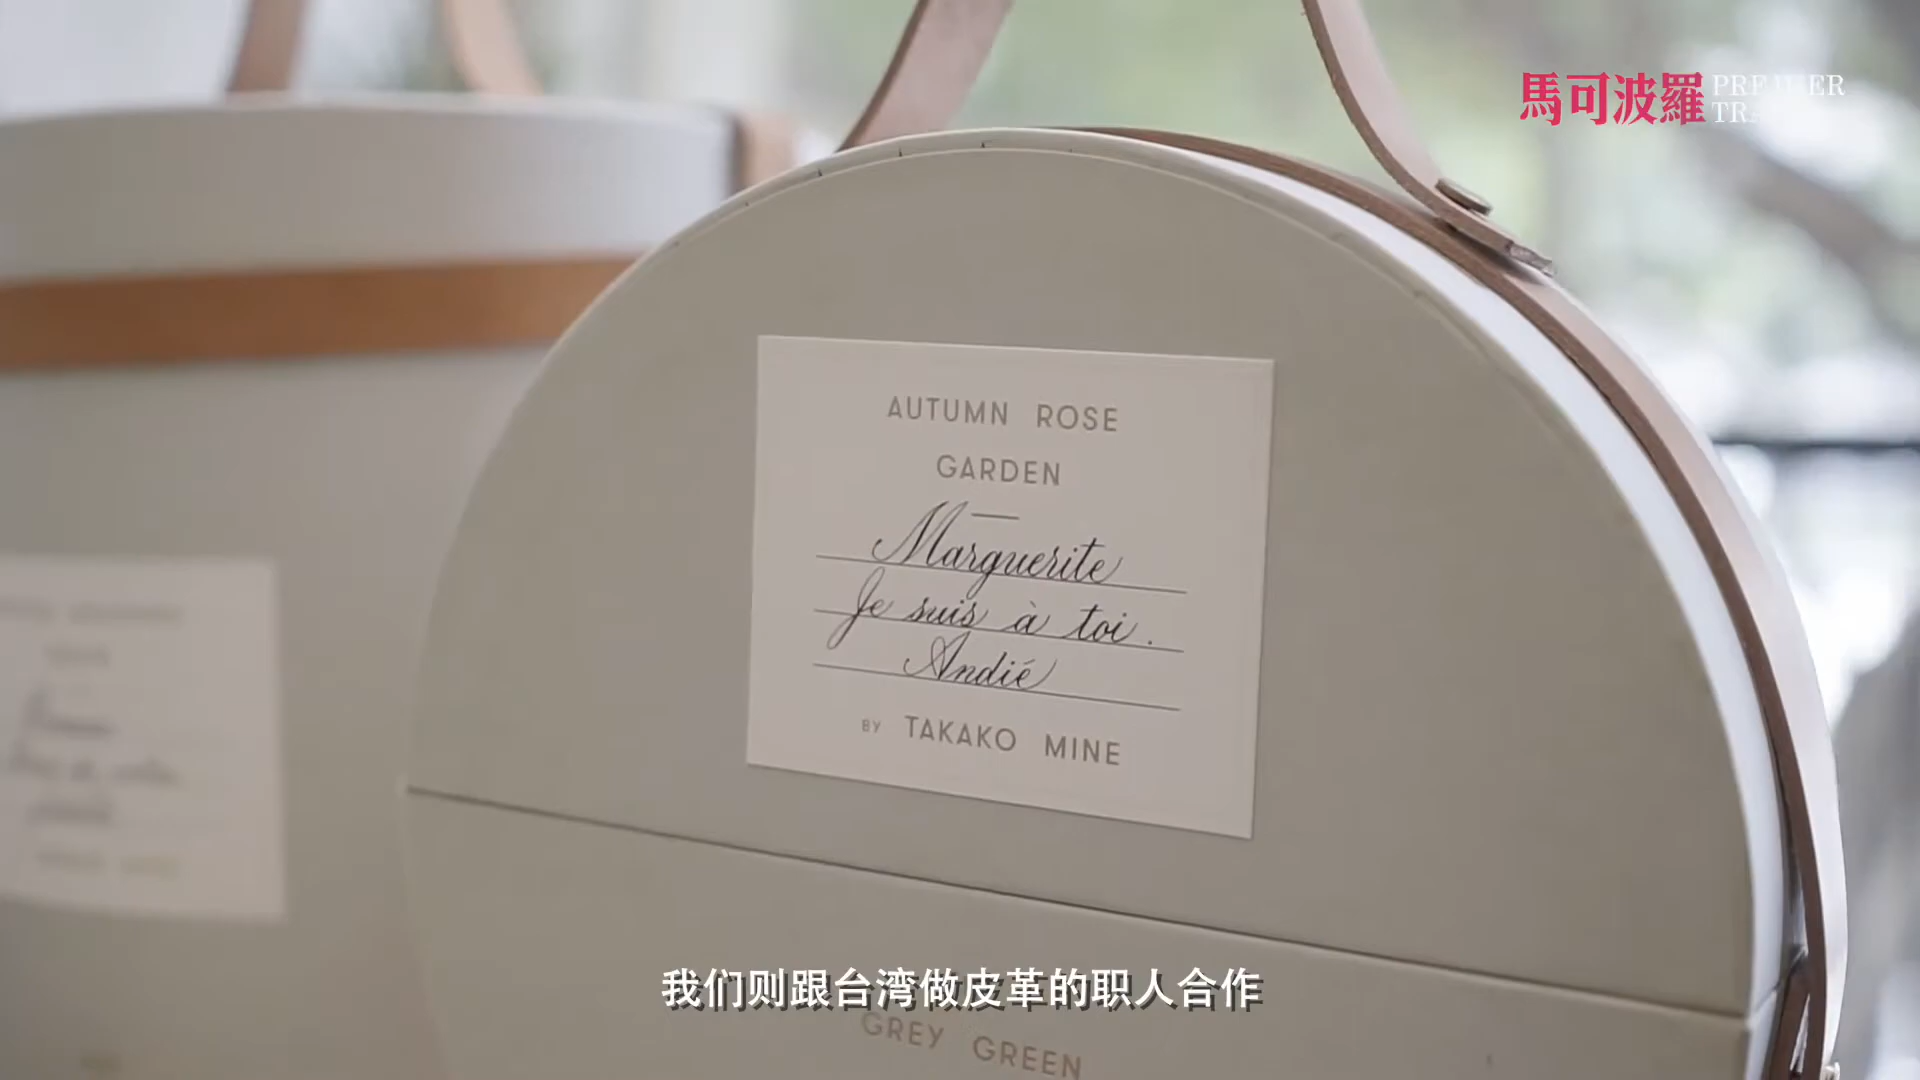 馬可波羅
AUTUMN ROSE
GARDEN
Marguerite
Je suis à toi.
Andié
BY TAKAKO MINE
我们则跟台湾做皮革的职人合作
GREY GREEN